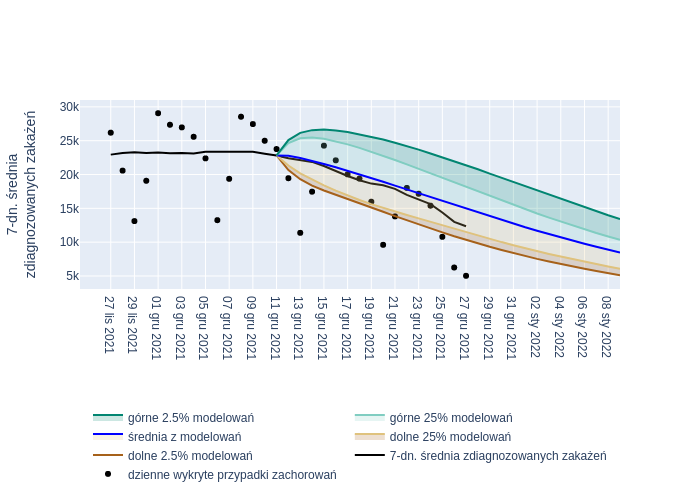 7-dn. średnia
zdiagnozowanych zakażeń
30k
25k
20k
15k
10k
5k
27 lis 2021
29 lis 2021
01 gru 2021
03 gru 2021
05 gru 2021
07 gru 2021
09 gru 2021
11 gru 2021
13 gru 2021
15 gru 2021
17 gru 2021
19 gru 2021
21 gru 2021
23 gru 2021
25 gru 2021
27 gru 2021
29 gru 2021
31 gru 2021
02 sty 2022
04 sty 2022
06 sty 2022
08 sty 2022
górne 2.5% modelowań
górne 25% modelowań
średnia z modelowań
dolne 25% modelowań
dolne 2.5% modelowań
7-dn. średnia zdiagnozowanych zakażeń
dzienne wykryte przypadki zachorowań